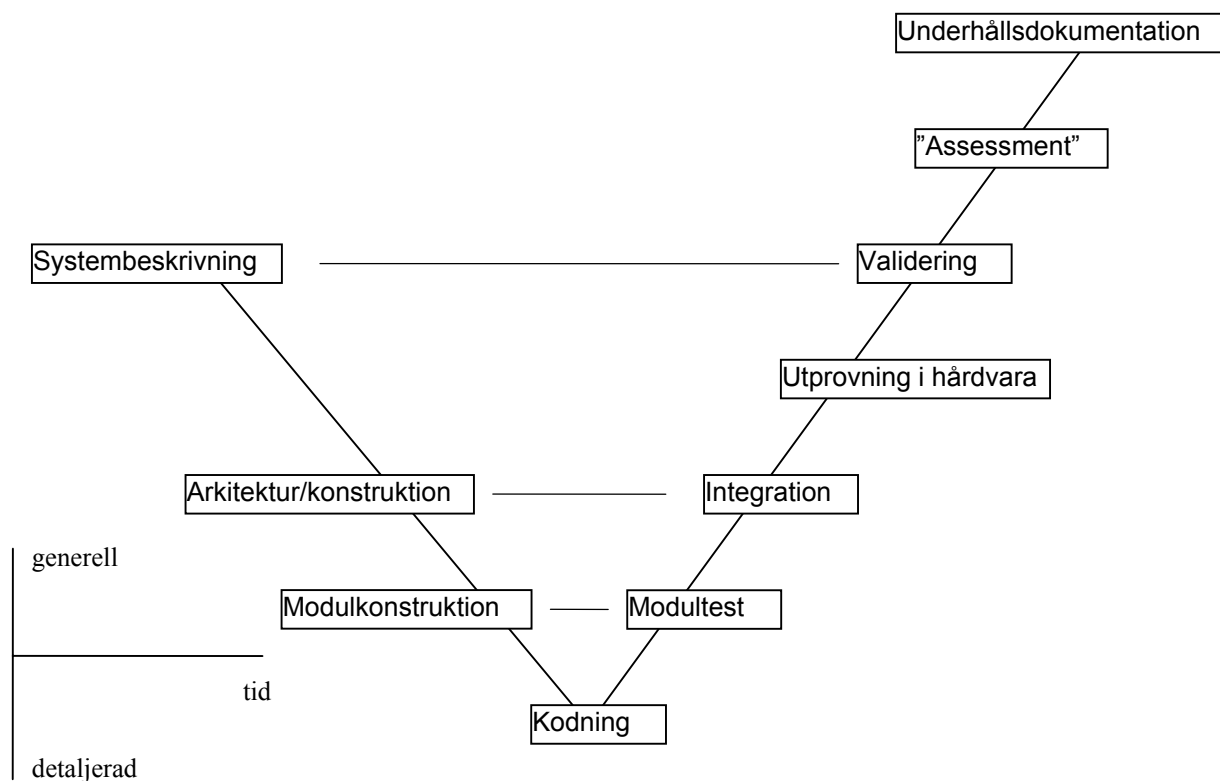 Underhållsdokumentation
”Assessment”
Systembeskrivning
Validering
Utprovning i hårdvara
Arkitektur/konstruktion
Integration
generell
Modulkonstruktion
Modultest
tid
Kodning
detaljerad